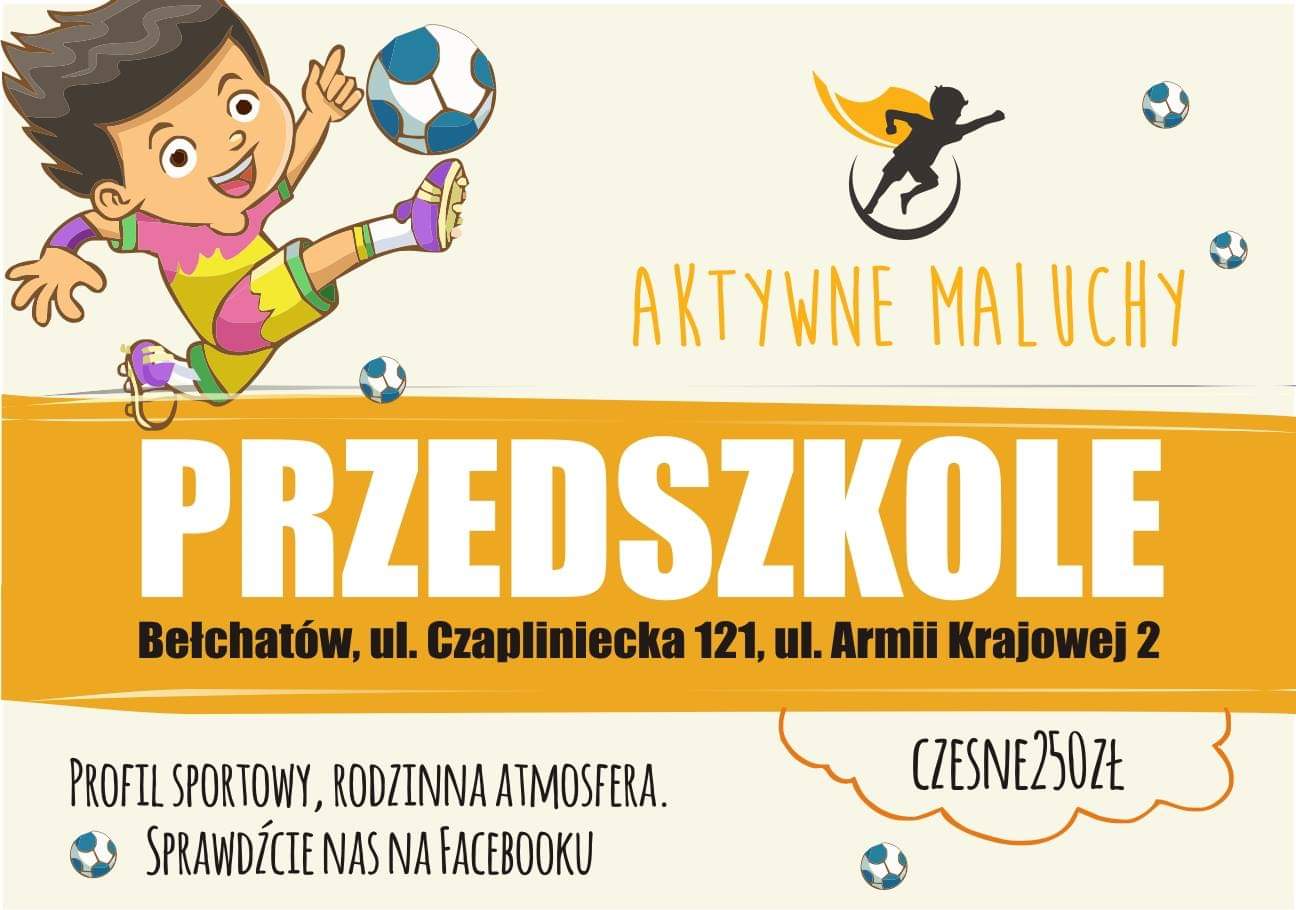 AKTYWNE MALUCHY
PRZEDSZKOLE
Bełchatów, ul. Czapliniecka 121, ul. Armii Krajowej 2
CZESNE250ZŁ
PROFIL SPORTOWY, RODZINNA ATMOSFERA.
SPRAWDŹCIE NAS NA FACEBOOKU